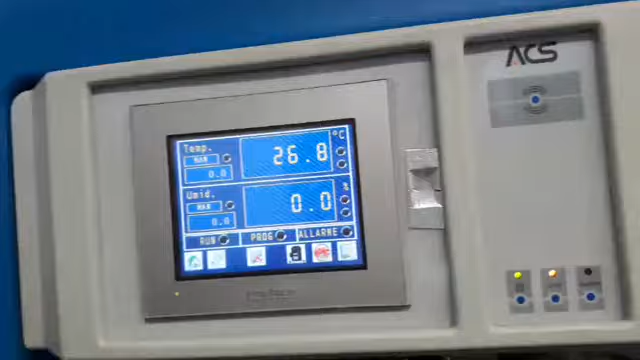 ACS
Temp.
°C
MAN
26.8
0.0
Umid.
%
MAN
0.0
0.0
RUN
PROG
ALLARME